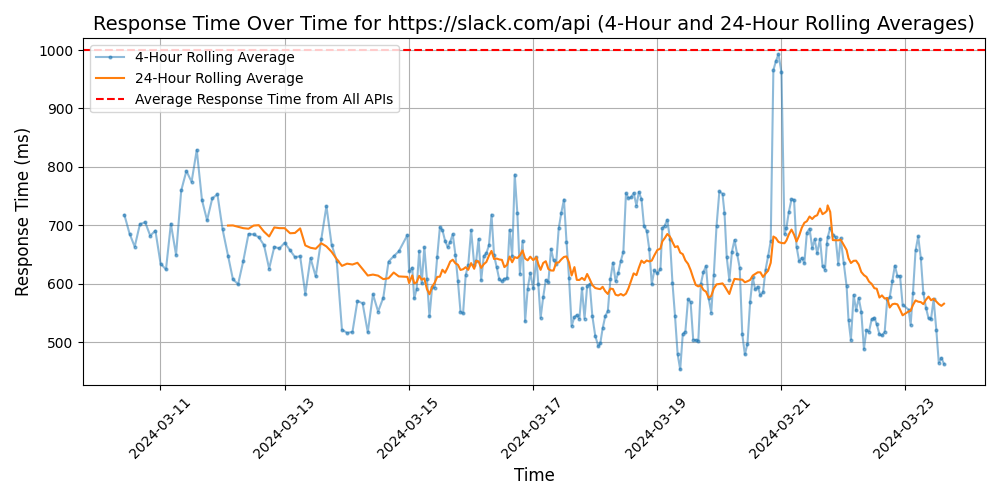 Response Time Over Time for https://slack.com/api (4-Hour and 24-Hour Rolling Averages)
4-Hour Rolling Average
24-Hour Rolling Average
Average Response Time from All APIs
Response Time (ms)
1000
900
800
700
600
500
2024-03-11
2024-03-13
2024-03-15
2024-03-17
2024-03-19
2024-03-21
2024-03-23
Time